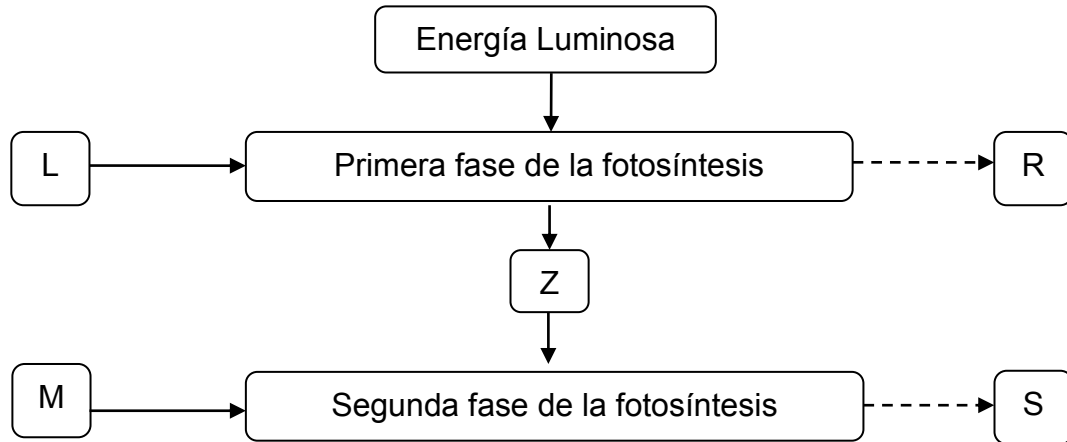 Energía Luminosa
L
Primera fase de la fotosíntesis
R
Z
M
Segunda fase de la fotosíntesis
S